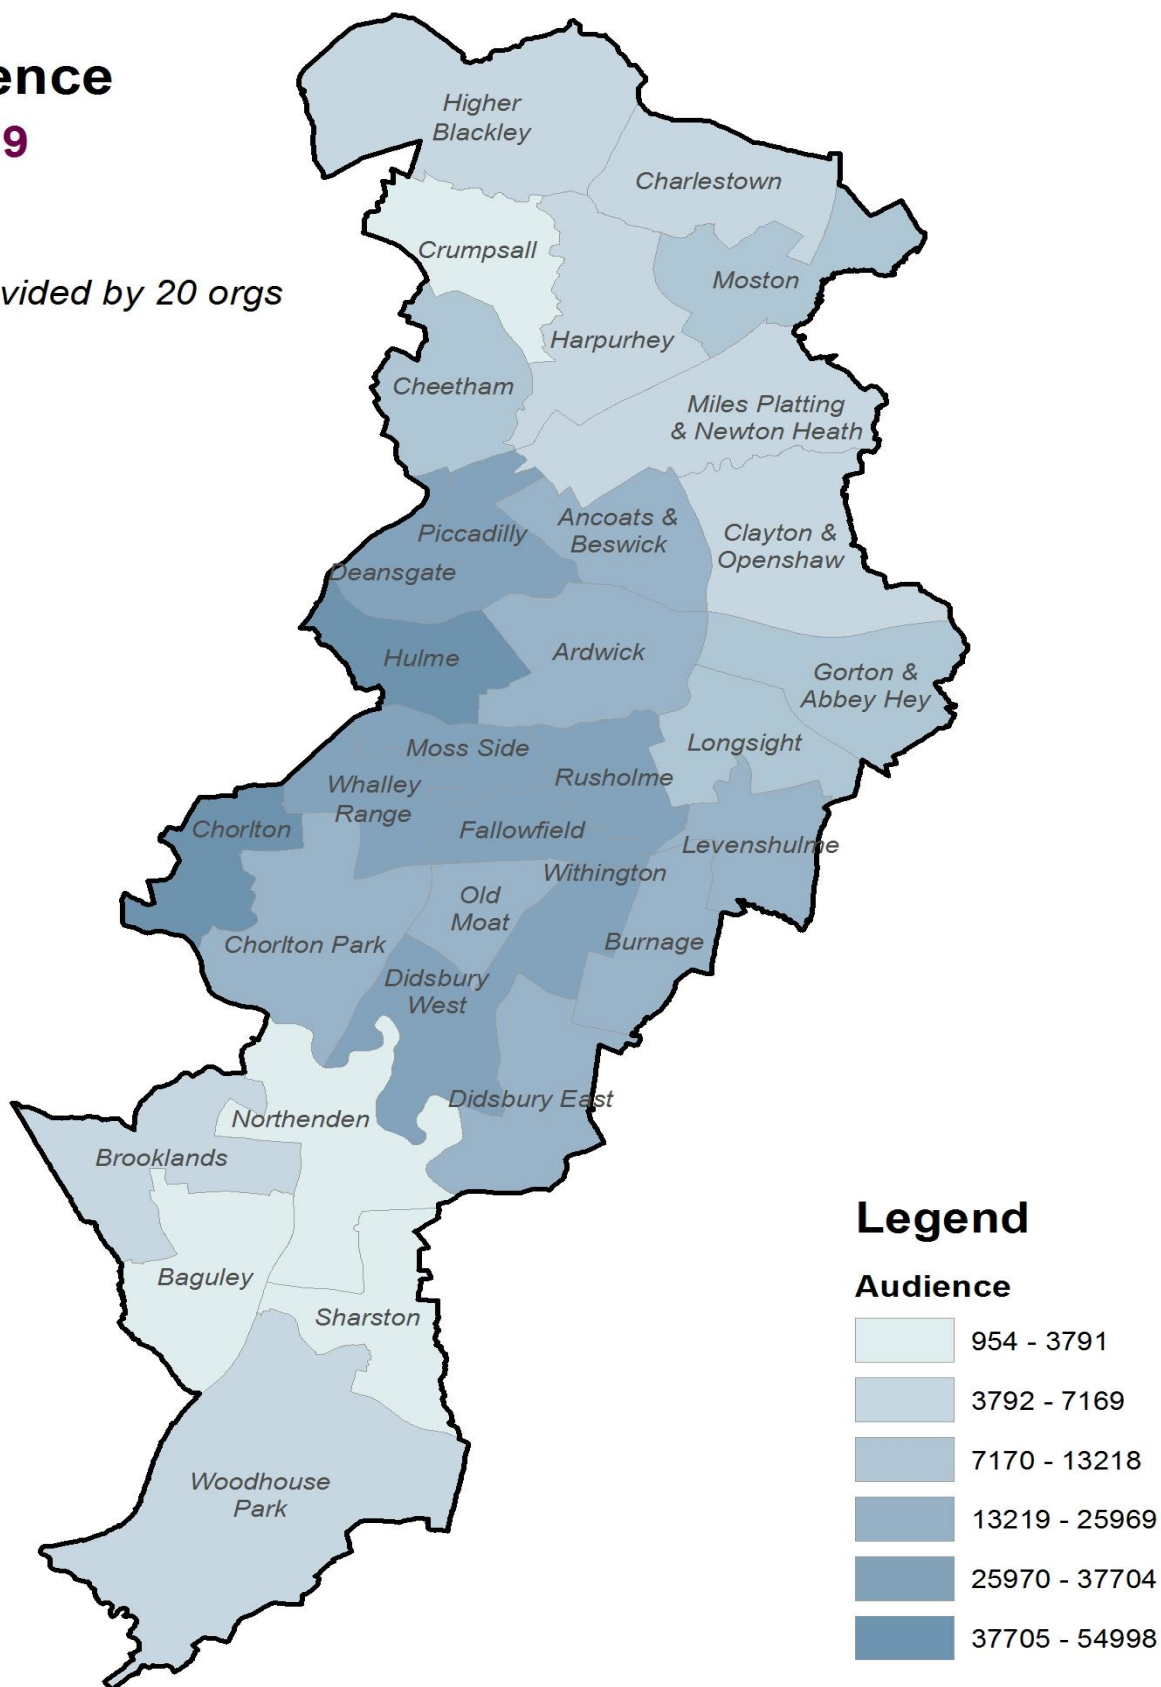 ence
9
vided by 20 orgs
Higher
Blackley
Charlestown
Crumpsall
Moston
Harpurhey
Cheetham
Miles Platting
& Newton Heath
Ancoats &
Beswick
Piccadilly
Clayton &
Openshaw
Deansgate
Hulme
Ardwick
Gorton &
Abbey Hey
Longsight
Moss Side
Rusholme
Whalley
Range
Chorlton
Fallowfield
Levenshulme
Withington
Old
Moat
Chorlton Park
Burnage
Didsbury
West
Didsbury East
Northenden
Brooklands
Baguley
Sharston
Woodhouse
Park
Legend
Audience
954 - 3791
3792 - 7169
7170 - 13218
13219 - 25969
25970 - 37704
37705 - 54998